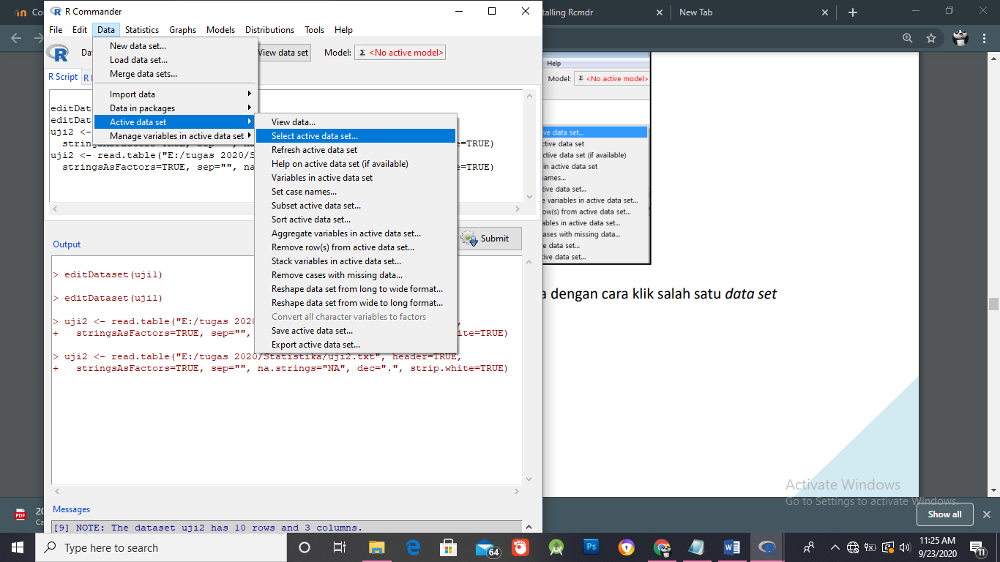 Co
R Commander
talling Rcmdr
New Tab
File Edit Data Statistics Graphs Models Distributions Tools Help
New data set...
Load data set...
Merge data sets...
Import data
Data in packages
Active data set
Manage variables in active data set
Da
View data set
Model:
Σ <No active model>
R Script
R
editDat
editDat
uji2 <-
stringsAsFactors=TRUE, sep="", na
te=TRUE)
uji2 <- read.table("E:/tugas 2020/S
stringsAsFactors=TRUE, sep="", na
te=TRUE)
View data...
Select active data set...
Refresh active data set
Help on active data set (if available)
Variables in active data set
Set case names...
Subset active data set...
Sort active data set...
Aggregate variables in active data set...
Remove row(s) from active data set...
Stack variables in active data set...
Remove cases with missing data...
Reshape data set from long to wide format...
Reshape data set from wide to long format...
Convert all character variables to factors
Save active data set...
Export active data set...
Output
Submit
> editDataset(uji1)
> editDataset(uji1)
> uji2 <- read.table("E:/tugas 2020
+ stringsAsFactors=TRUE, sep="",
ite=TRUE)
> uji2 <- read.table("E:/tugas 2020/Statistika/uji2.txt", header=TRUE,
+ stringsAsFactors=TRUE, sep="", na.strings="NA", dec=".", strip.white=TRUE)
Messages
[9] NOTE: The dataset uji2 has 10 rows and 3 columns.
Help
Model: Σ <No active model>
ve data set...
ctive data set
ctive data set (if available)
in active data set
ames...
tive data set...
e variables in active data set...
ow(s) from active data set...
ables in active data set...
ases with missing data...
e data set...
tive data set...
a dengan cara klik salah satu data set
Activate Windows
Go to Settings to activate Windows.
PDF
20
Ca
Show all
Type here to search
64
Ps
11:25 AM
9/23/2020
11